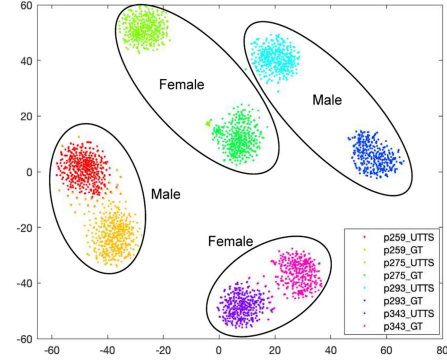 60
40
20
0
-20
-40
-60
-60
-40
-20
0
20
40
60
80
Female
Male
Male
Female
p259_UTTS
p259_GT
p275_UTTS
p275_GT
p293_UTTS
p293_GT
p343_UTTS
p343_GT